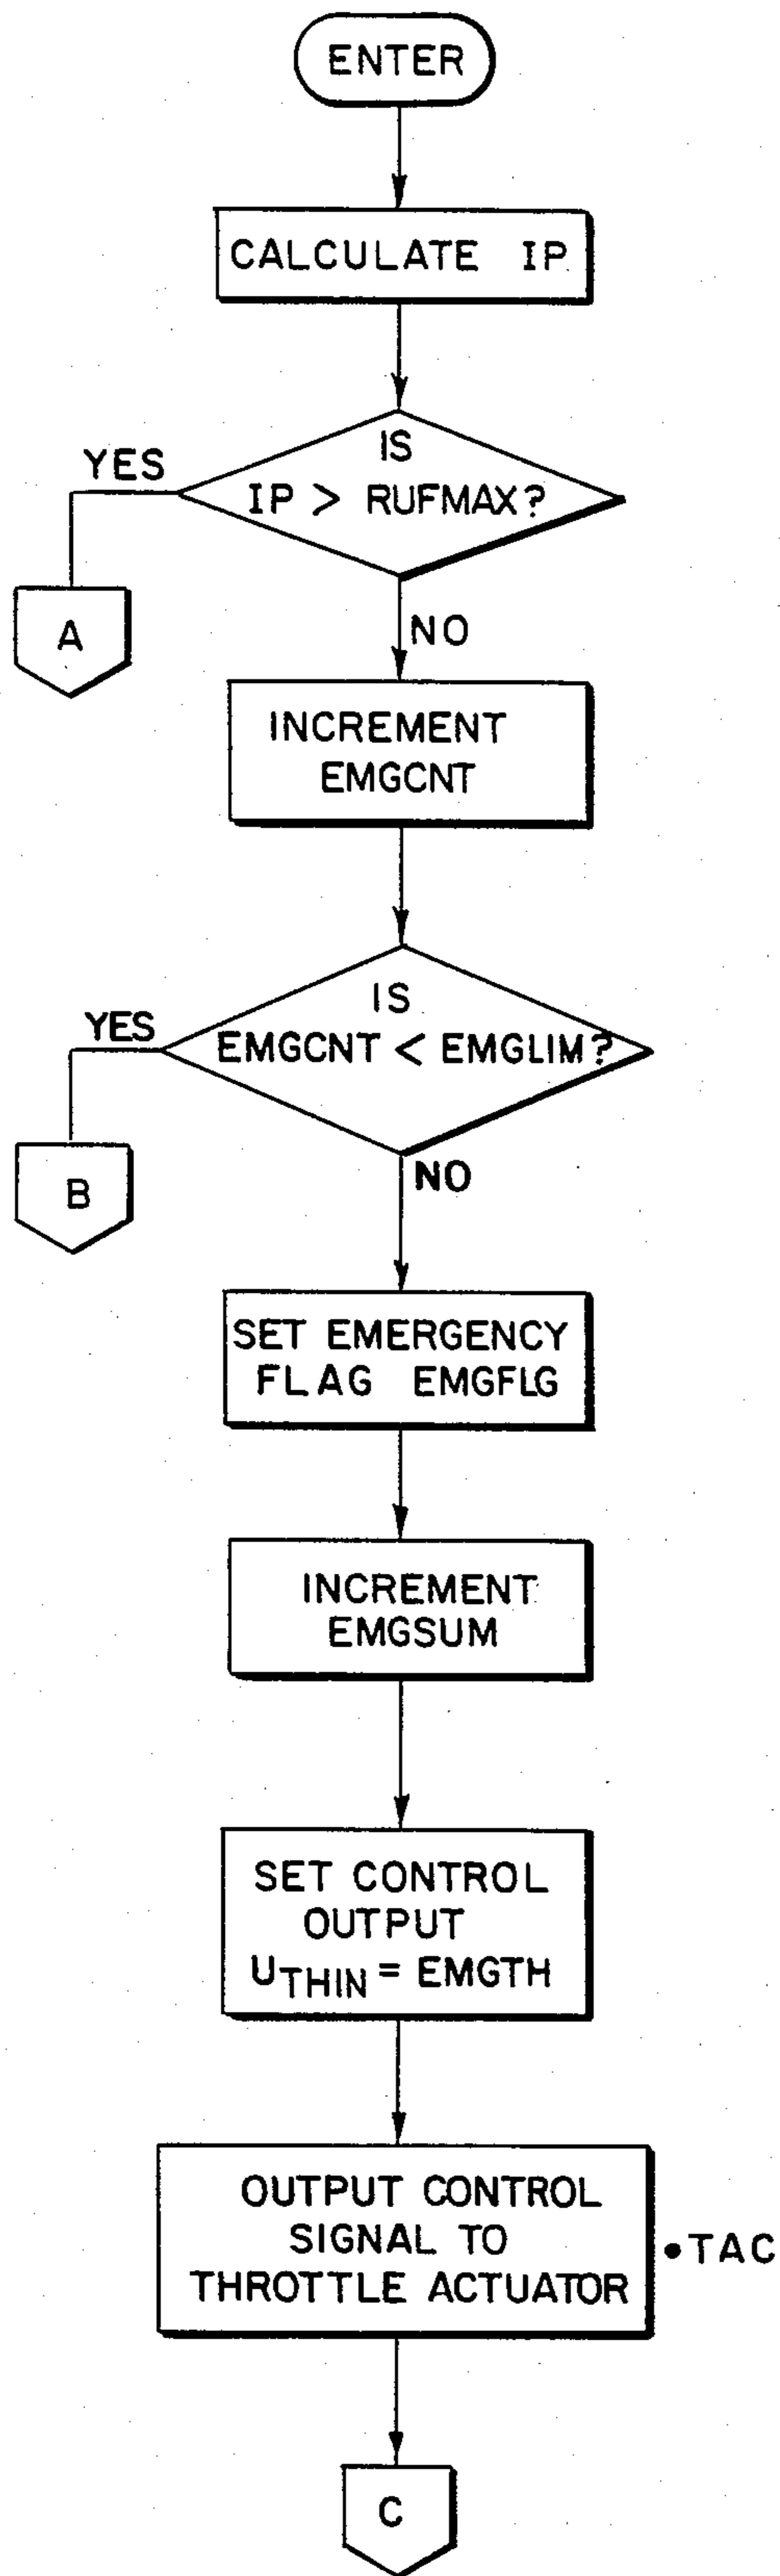 ENTER
CALCULATE IP
IS
IP > RUFMAX?
YES
A
NO
INCREMENT
EMGCNT
IS
EMGCNT < EMGLIM?
YES
B
NO
SET EMERGENCY
FLAG EMGFLG
INCREMENT
EMGSUM
SET CONTROL
OUTPUT
UTHIN = EMGTH
OUTPUT CONTROL
SIGNAL TO
THROTTLE ACTUATOR
•TAC
C